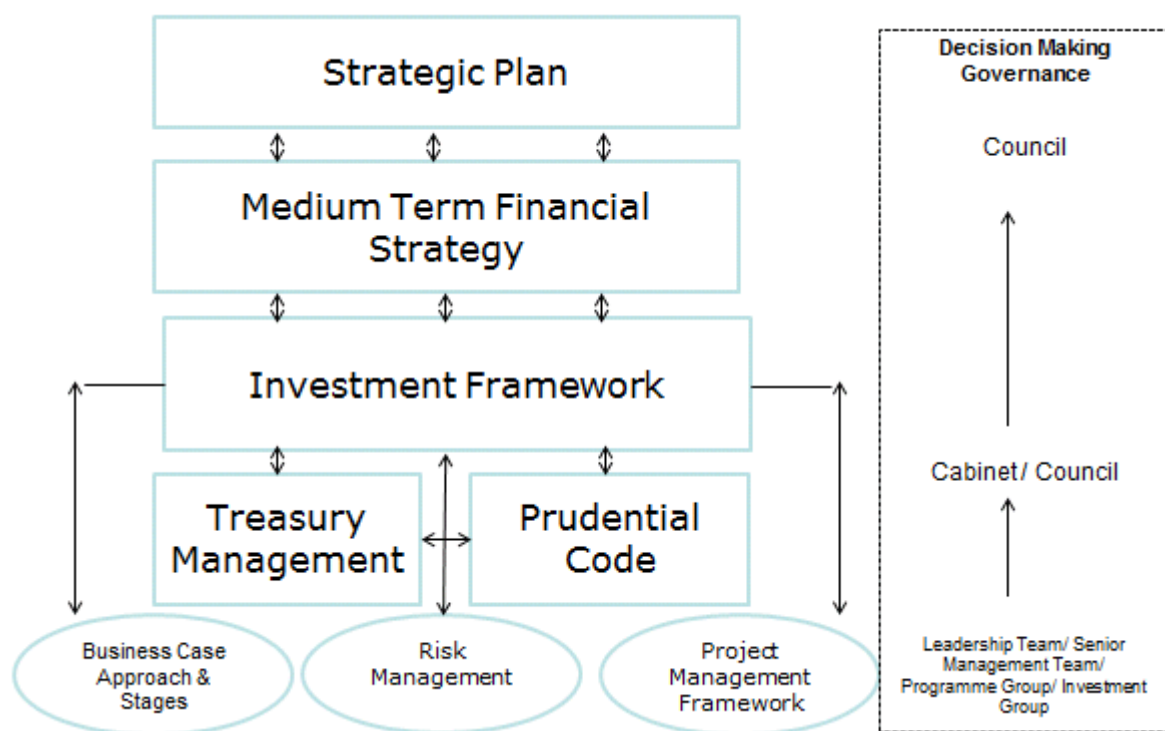 Strategic Plan
Medium Term Financial
Strategy
Investment Framework
Treasury
Management
Prudential
Code
Business Case
Approach &
Stages
Risk
Management
Project
Management
Framework
Decision Making
Governance
Council
Cabinet / Council
Leadership Team/ Senior
Management Team/
Programme Group/ Investment
Group